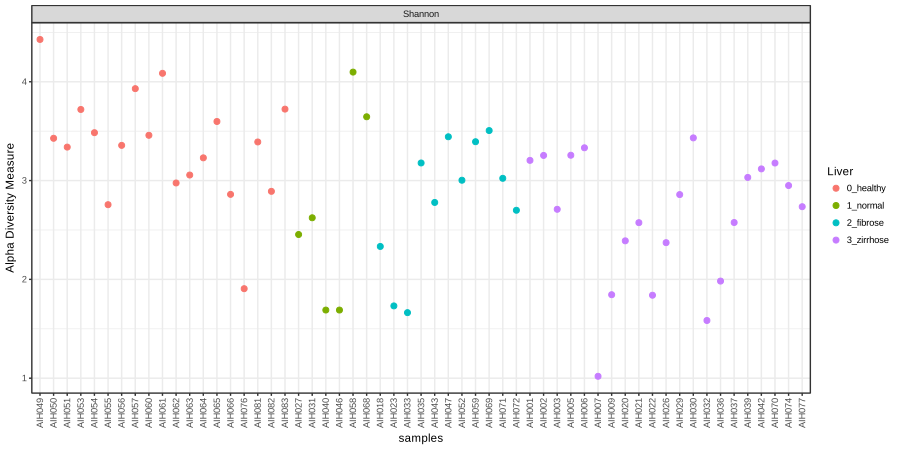 Shannon
Alpha Diversity Measure
4
3
2
1
AIH049 AIH050 AIH051 AIH053 AIH054 AIH055 AIH056 AIH057 AIH060 AIH061 AIH062 AIH063 AIH064 AIH065 AIH066 AIH076 AIH081 AIH082 AIH083 AIH027 AIH031 AIH040 AIH046 AIH058 AIH068 AIH018 AIH023 AIH033 AIH035 AIH043 AIH047 AIH052 AIH059 AIH069 AIH071 AIH072 AIH001 AIH002 AIH003 AIH005 AIH006 AIH007 AIH009 AIH020 AIH021 AIH022 AIH026 AIH029 AIH030 AIH032 AIH036 AIH037 AIH039 AIH042 AIH070 AIH074 AIH077
samples
Liver
0_healthy
1_normal
2_fibrose
3_zirrhose